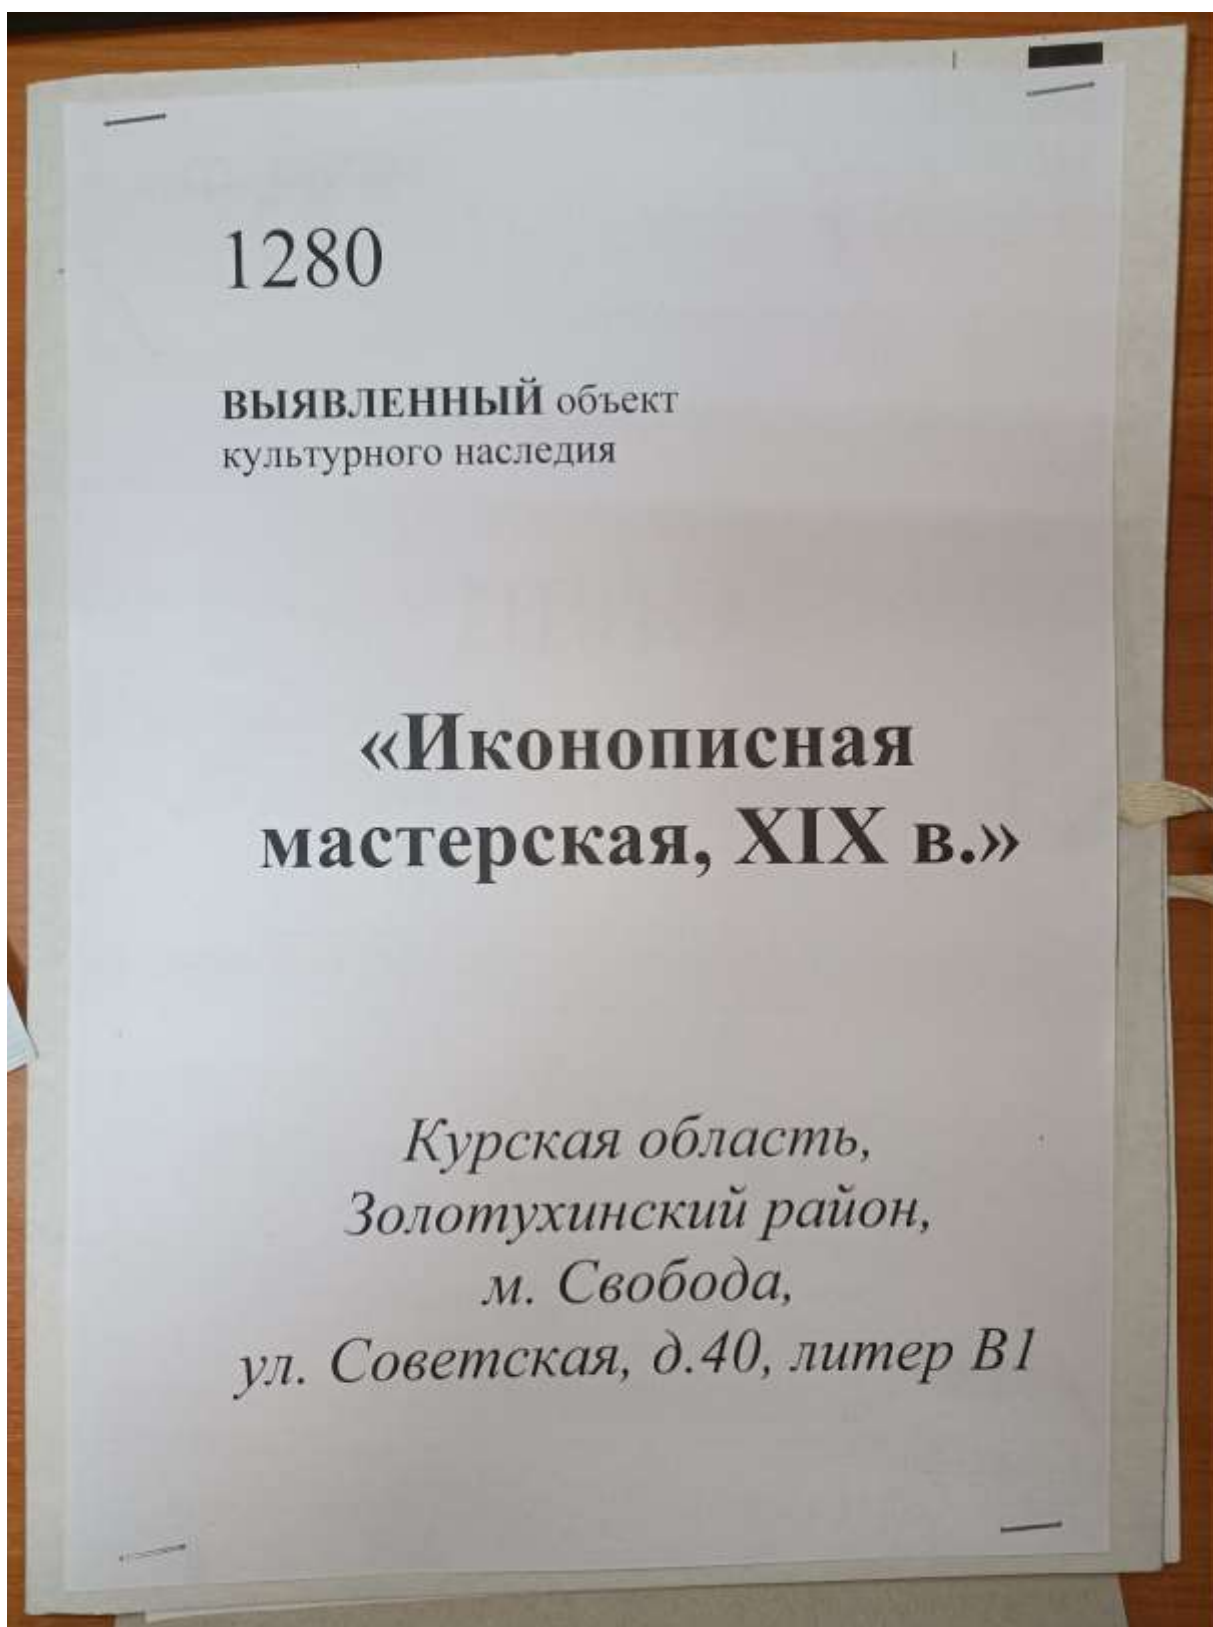 1280
ВЫЯВЛЕННЫЙ объект
культурного наследия
«Иконописная
мастерская, XIX в.»
Курская область,
Золотухинский район,
м. Свобода,
ул. Советская, д.40, литер В1